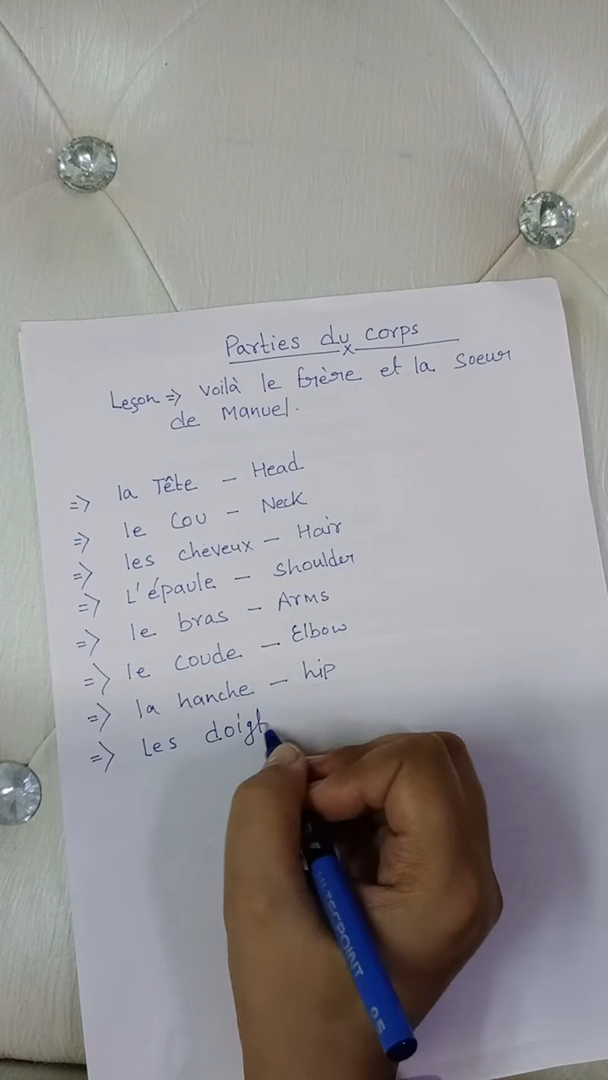 Parties du corps
x
Leçon => voilà le frère et la soeur
de Manuel.
=> la Tête - Head
=> le Cou - Neck
=> les cheveux - Hair
=> L'épaule - shoulder
=> le bras - Arms
=> le coude - Elbow
=> la hanche - hip
=> Les doigt